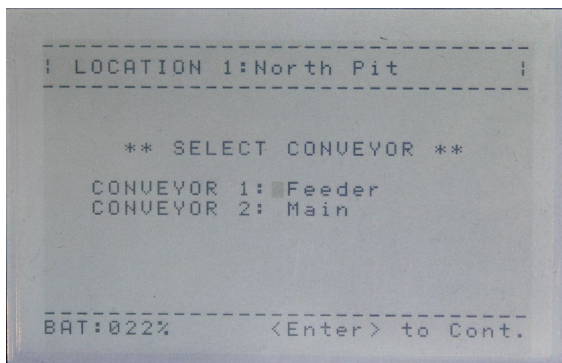 LOCATION 1:North Pit
** SELECT CONVEYOR **
CONVEYOR 1: Feeder
CONVEYOR 2: Main
BAT:022% <Enter> to Cont.